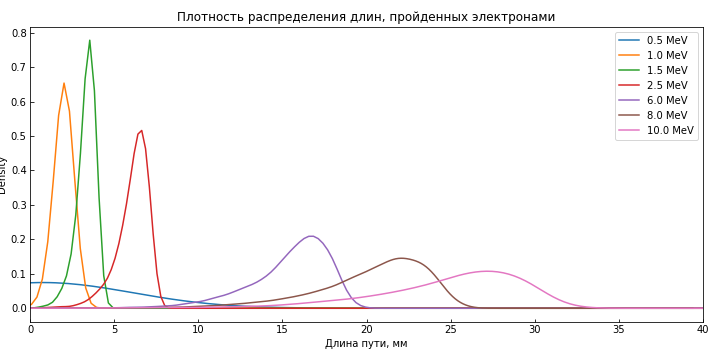 Плотность распределения длин, пройденных электронами
0.8
0.7
0.6
0.5
0.4
0.3
0.2
0.1
0.0
Density
0.5 MeV
1.0 MeV
1.5 MeV
2.5 MeV
6.0 MeV
8.0 MeV
10.0 MeV
0 5 10 15 20 25 30 35 40
Длина пути, мм